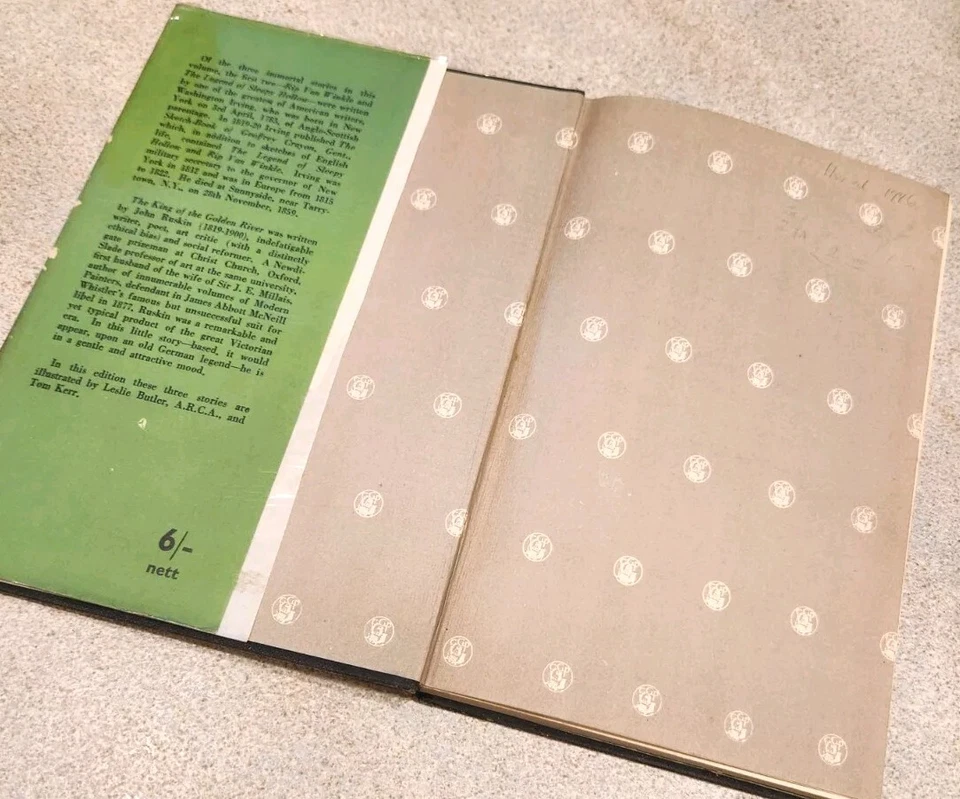 Of the three immortal stories in this
volume, the first two—Rip Van Winkle and
The Legend of Sleepy Hollow—were written
by one of the greatest of American writers,
Washington Irving, who was born in New
York on 3rd April, 1783, of Anglo-Scottish
parentage. In 1819-20 Irving published The
Sketch-Book of Geoffrey Crayon, Gent.,
which, in addition to sketches of English
life, contained The Legend of Sleepy
Hollow and Rip Van Winkle. Irving was
military secretary to the governor of New
York in 1812 and was in Europe from 1815
to 1832. He died at Sunnyside, near Tarry-
town, N.Y., on 28th November, 1859.
The King of the Golden River was written
by John Ruskin (1819-1900), indefatigable
writer, poet, art critic (with a distinctly
ethical bias) and social reformer. A Newdi-
gate prizeman at Christ Church, Oxford,
Slade professor of art at the same university,
first husband of the wife of Sir J. E. Millais,
author of innumerable volumes of Modern
Painters, defendant in James Abbott McNeill
Whistler's famous but unsuccessful suit for
libel in 1877, Ruskin was a remarkable and
yet typical product of the great Victorian
era. In this little story—based, it would
appear, upon an old German legend—he is
in a gentle and attractive mood.
In this edition these three stories are
illustrated by Leslie Butler, A.R.C.A., and
Tom Kerr.
6/-
nett